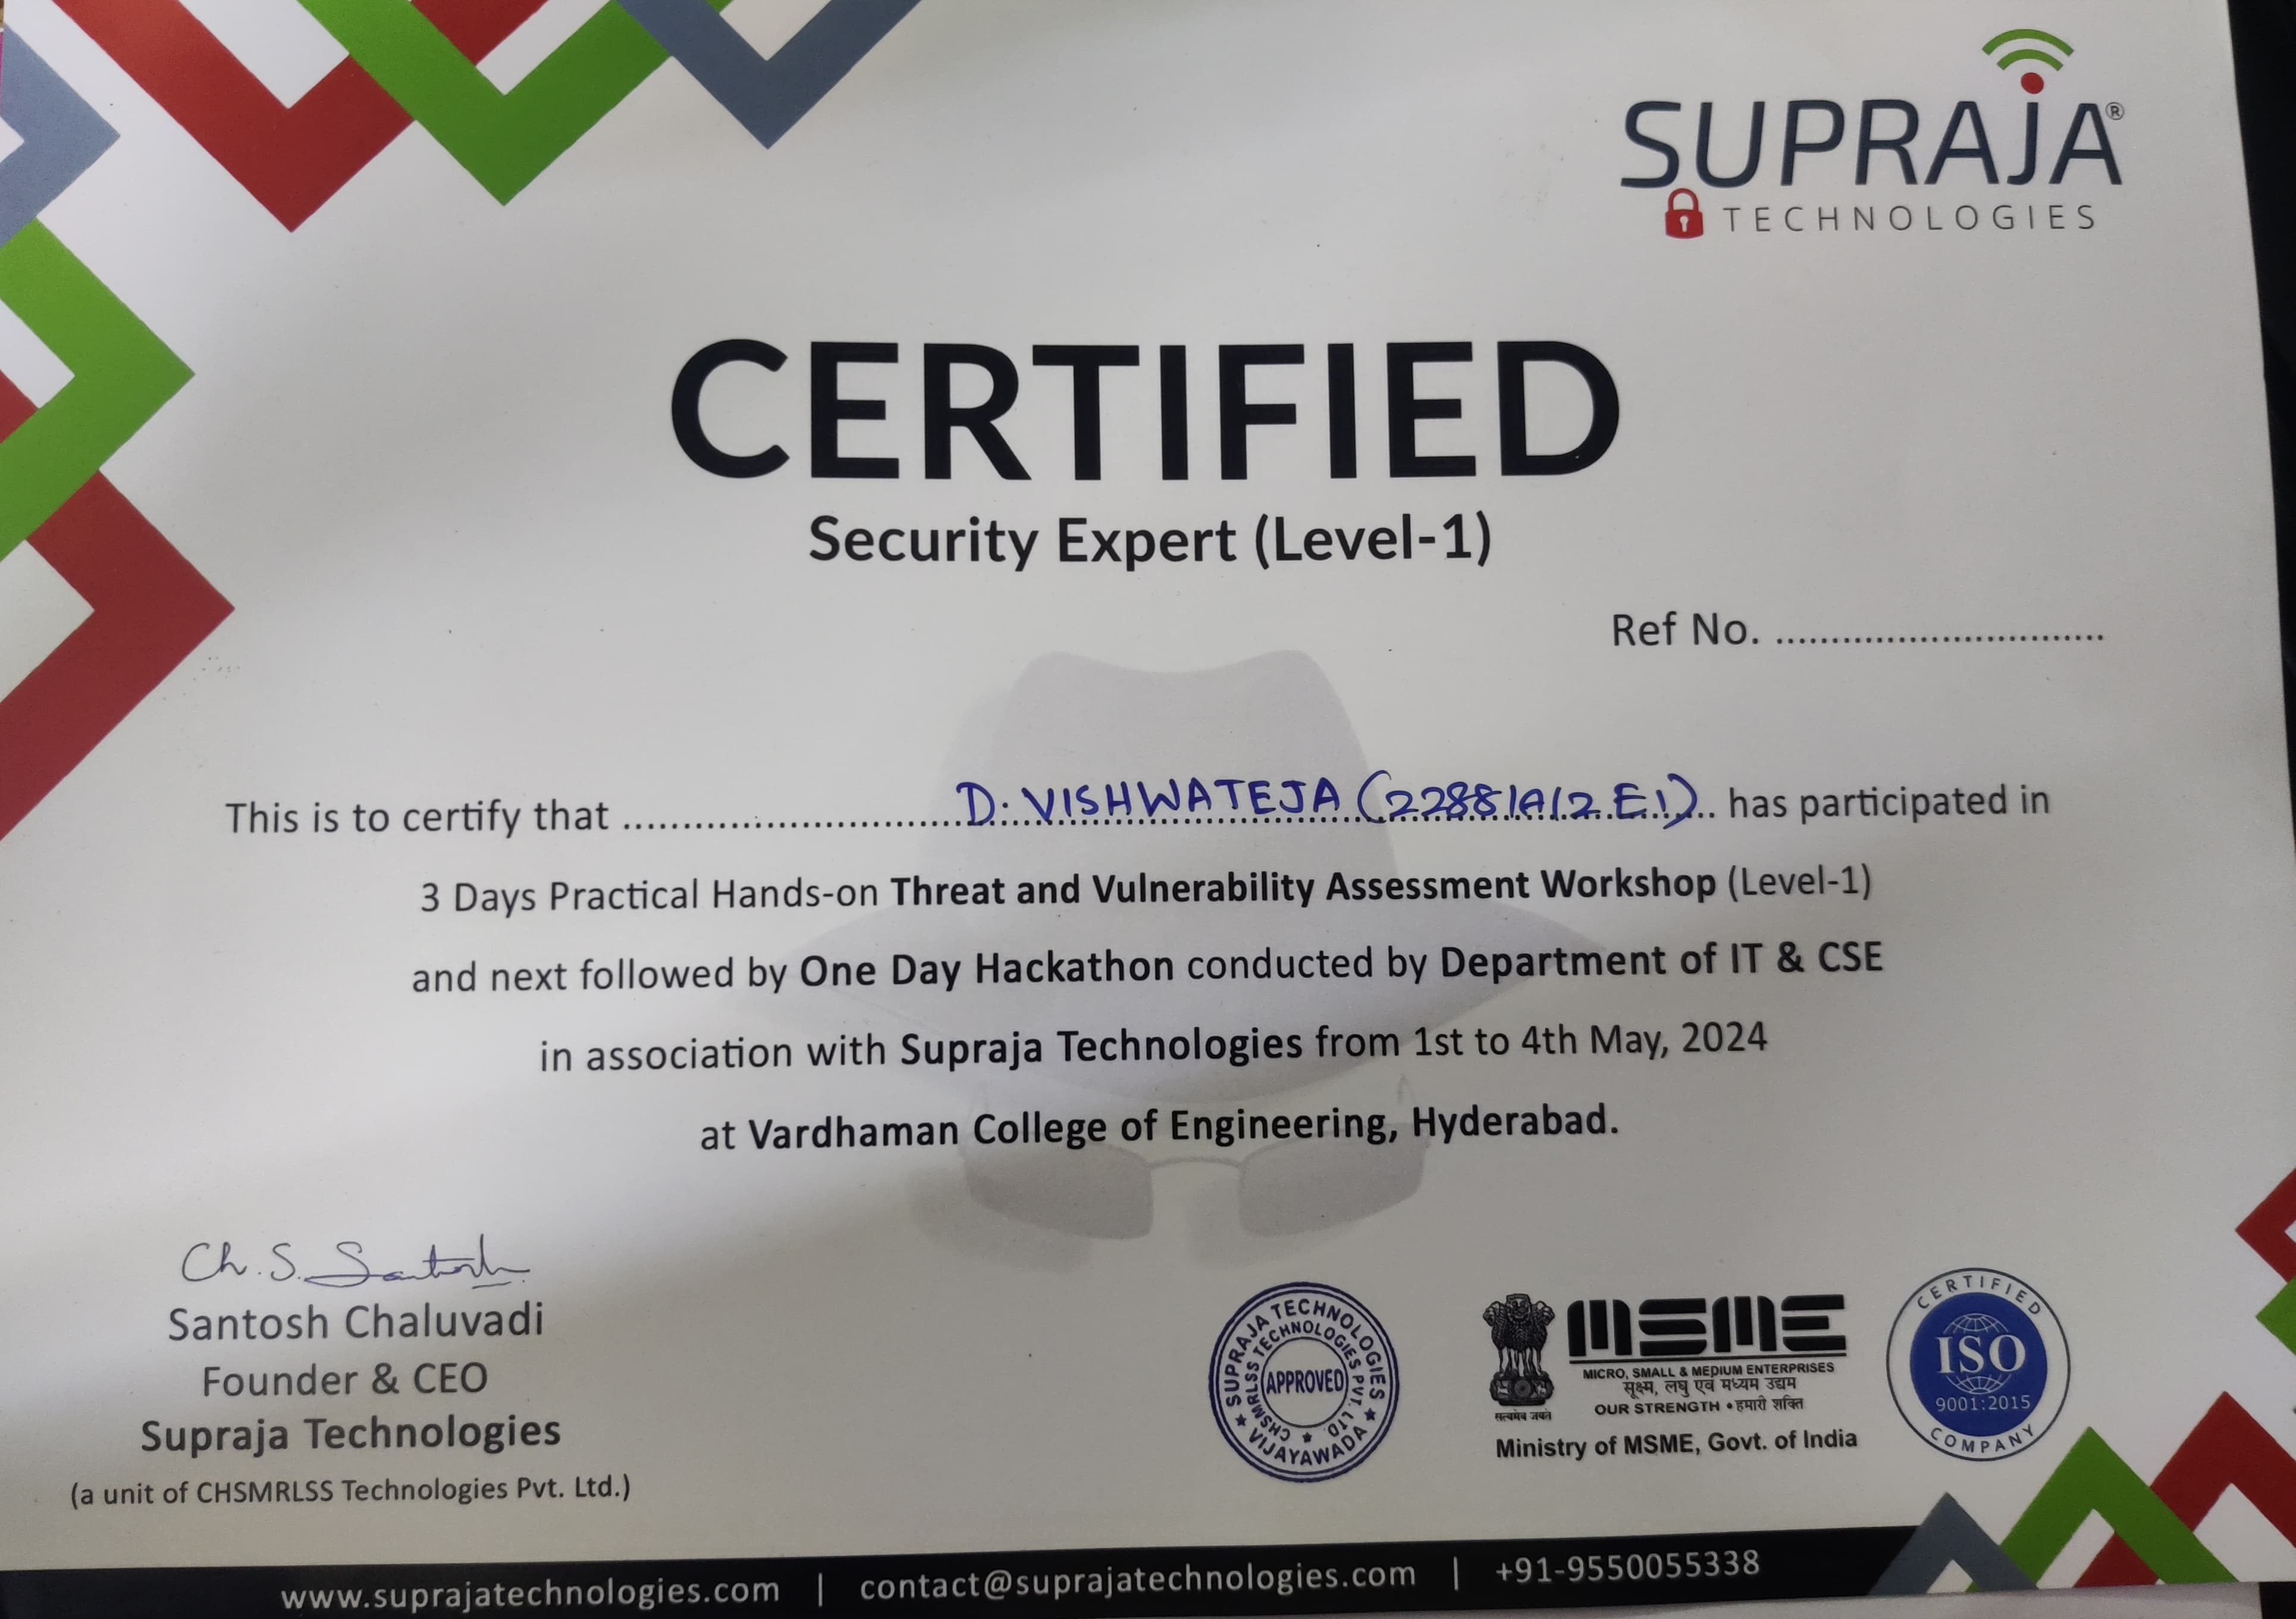 SUPRAJA®
TECHNOLOGIES
CERTIFIED
Security Expert (Level-1)
Ref No. ..............................
This is to certify that ..............................D. VISHWATEJA (22881A12E1).. has participated in
3 Days Practical Hands-on Threat and Vulnerability Assessment Workshop (Level-1)
and next followed by One Day Hackathon conducted by Department of IT & CSE
in association with Supraja Technologies from 1st to 4th May, 2024
at Vardhaman College of Engineering, Hyderabad.
Ch. S. Santosh
Santosh Chaluvadi
Founder & CEO
Supraja Technologies
(a unit of CHSMRLSS Technologies Pvt. Ltd.)
★ SUPRAJA TECHNOLOGIES ★ VIJAYAWADA
CHSMRLSS TECHNOLOGIES PVT. LTD. ★
APPROVED
सत्यमेव जयते
MSME
MICRO, SMALL & MEDIUM ENTERPRISES
सूक्ष्म, लघु एवं मध्यम उद्यम
OUR STRENGTH • हमारी शक्ति
Ministry of MSME, Govt. of India
CERTIFIED
ISO
9001:2015
COMPANY
www.suprajatechnologies.com | contact@suprajatechnologies.com | +91-9550055338